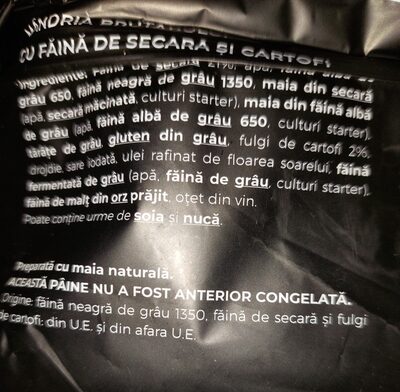 MÂNDRIA BRUTARULUI
CU FĂINĂ DE SECARĂ ȘI CARTOFI
Ingrediente: Făină de secară 21%, apă, făină albă de
grâu 650, făină neagră de grâu 1350, maia din secară
(apă, secară măcinată, culturi starter), maia din făină albă
de grâu (apă, făină albă de grâu 650, culturi starter),
tărâțe de grâu, gluten din grâu, fulgi de cartofi 2%,
drojdie, sare iodată, ulei rafinat de floarea soarelui, făină
fermentată de grâu (apă, făină de grâu, culturi starter),
făină de malț din orz prăjit, oțet din vin.
Poate conține urme de soia și nucă.
Preparată cu maia naturală.
ACEASTĂ PÂINE NU A FOST ANTERIOR CONGELATĂ.
Origine: făină neagră de grâu 1350, făină de secară și fulgi
de cartofi: din U.E. și din afara U.E.